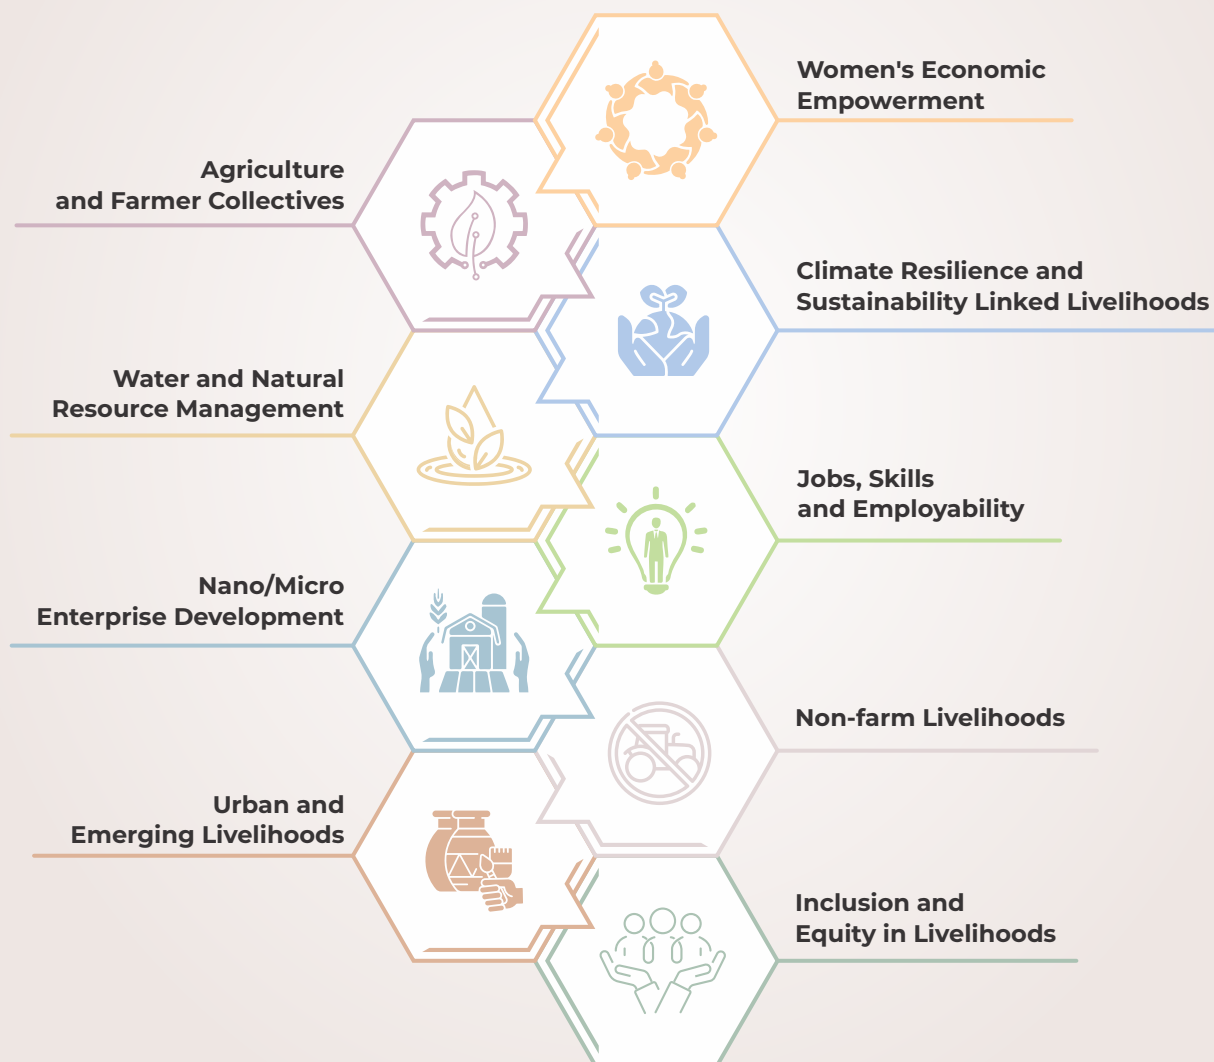 Women's Economic
Empowerment
Agriculture
and Farmer Collectives
Climate Resilience and
Sustainability Linked Livelihoods
Water and Natural
Resource Management
Jobs, Skills
and Employability
Nano/Micro
Enterprise Development
Non-farm Livelihoods
Urban and
Emerging Livelihoods
Inclusion and
Equity in Livelihoods